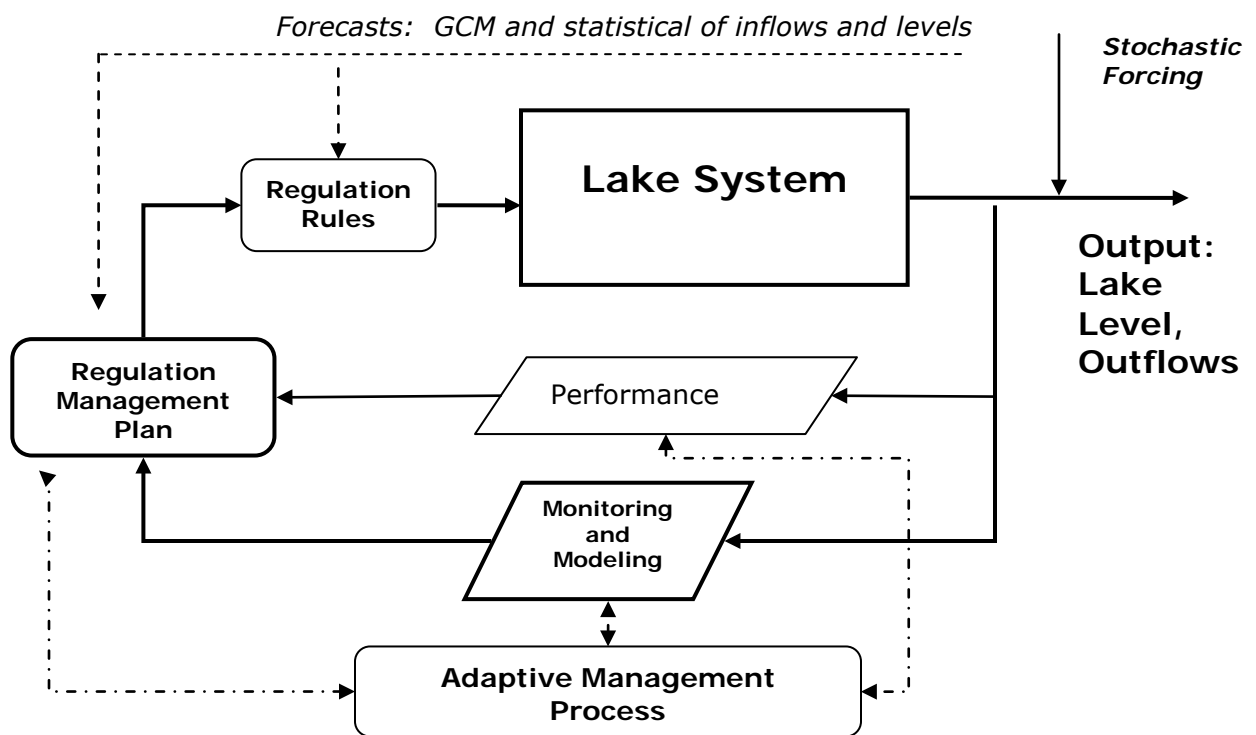 Forecasts:  GCM and statistical of inflows and levels
Stochastic
Forcing
Regulation
Rules
Lake System
Output:
Lake
Level,
Outflows
Regulation
Management
Plan
Performance
Monitoring
and
Modeling
Adaptive Management
Process